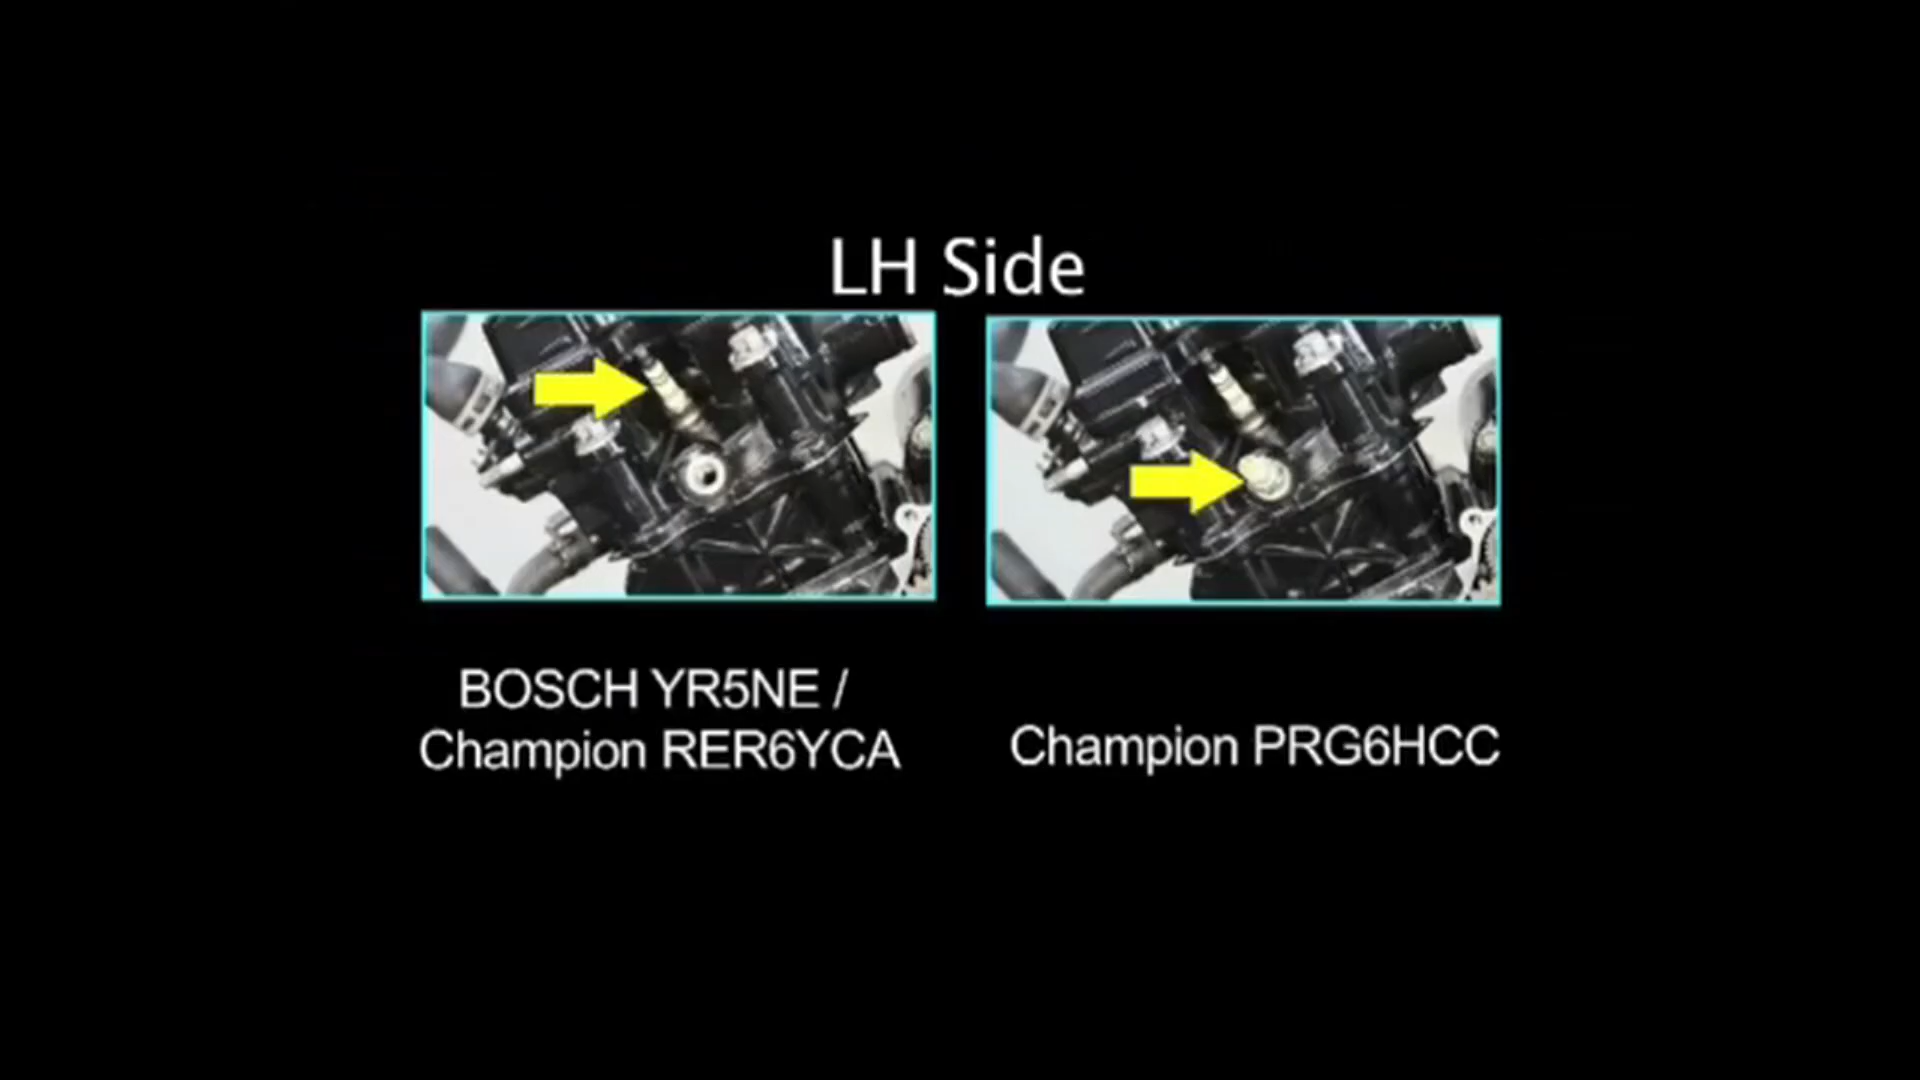 LH Side
BOSCH YR5NE /
Champion RER6YCA
Champion PRG6HCC